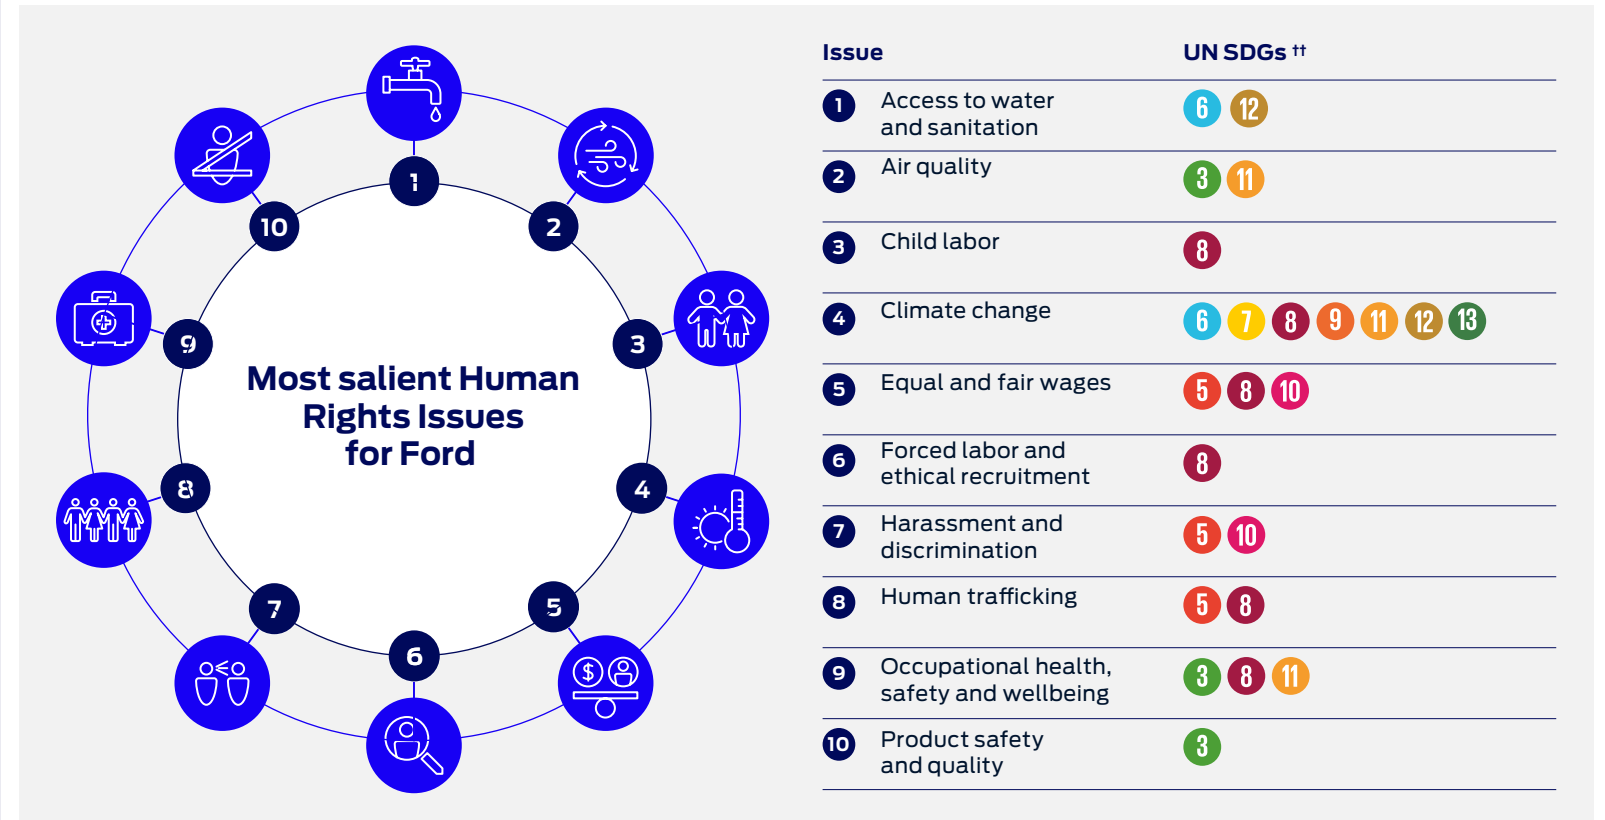 1
2
3
4
5
6
7
8
9
10
Most salient Human
Rights Issues
for Ford
$
Issue UN SDGs ††
1 Access to water
and sanitation
6 12
2 Air quality 3 11
3 Child labor 8
4 Climate change 6 7 8 9 11 12 13
5 Equal and fair wages 5 8 10
6 Forced labor and
ethical recruitment
8
7 Harassment and
discrimination
5 10
8 Human trafficking 5 8
9 Occupational health,
safety and wellbeing
3 8 11
10 Product safety
and quality
3